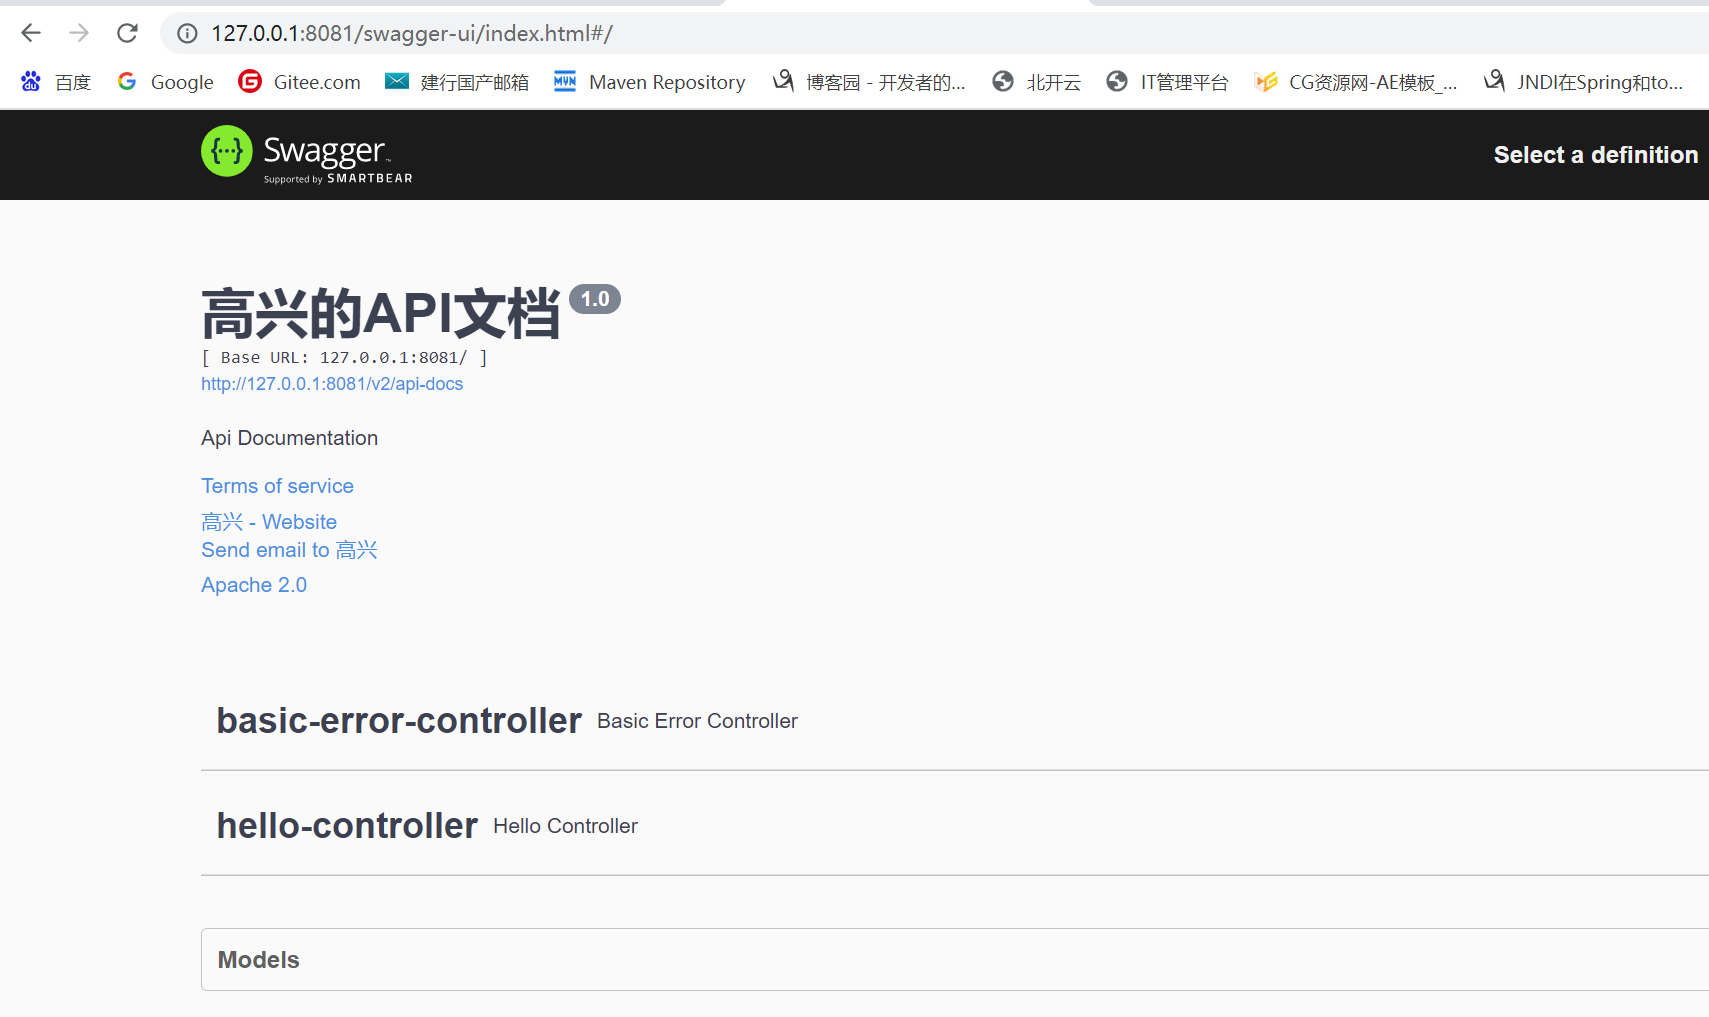 127.0.0.1:8081/swagger-ui/index.html#/
百度 Google Gitee.com 建行国产邮箱 Maven Repository 博客园 - 开发者的... 北开云 IT管理平台 CG资源网-AE模板_... JNDI在Spring和to...
{···} Swagger™ Select a definition
Supported by SMARTBEAR
高兴的API文档 1.0
[ Base URL: 127.0.0.1:8081/ ]
http://127.0.0.1:8081/v2/api-docs
Api Documentation
Terms of service
高兴 - Website
Send email to 高兴
Apache 2.0
basic-error-controller Basic Error Controller
hello-controller Hello Controller
Models